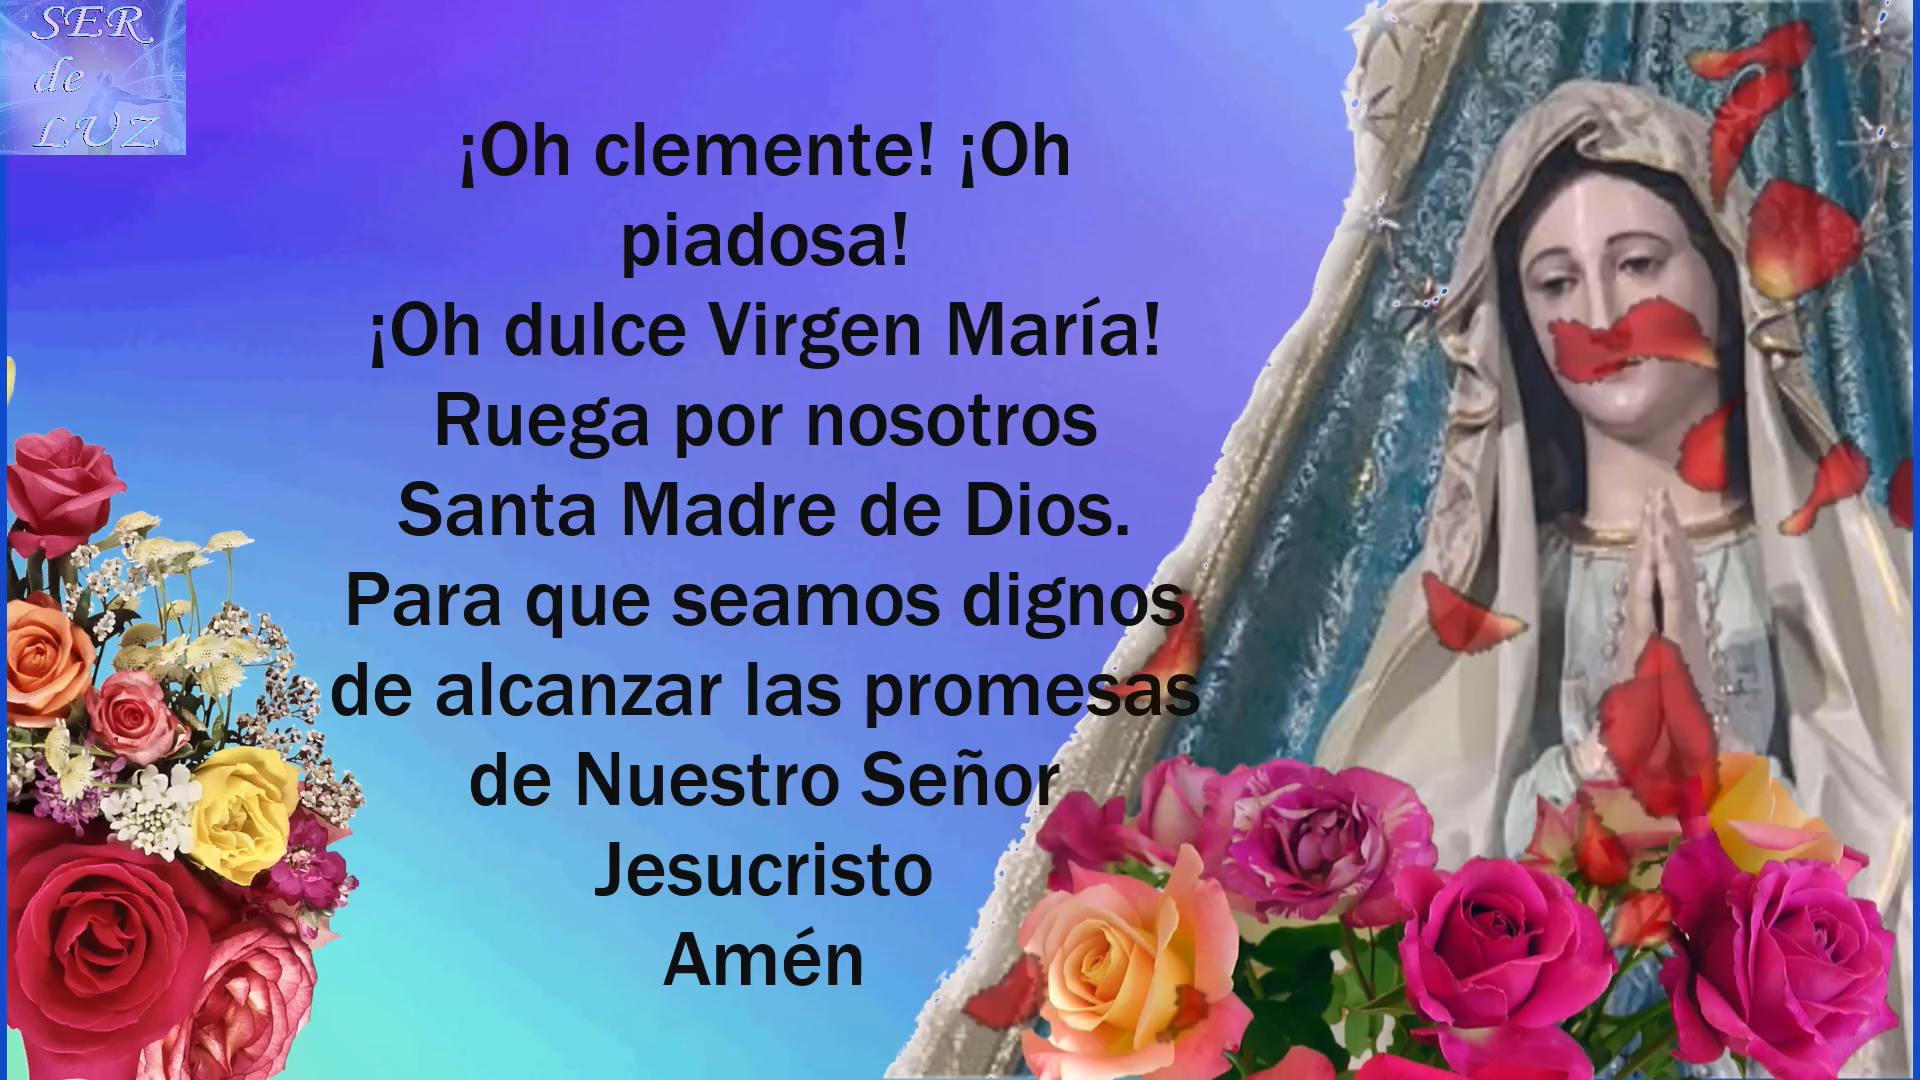 SER
de
LUZ
¡Oh clemente! ¡Oh
piadosa!
¡Oh dulce Virgen María!
Ruega por nosotros
Santa Madre de Dios.
Para que seamos dignos
de alcanzar las promesas
de Nuestro Señor
Jesucristo
Amén